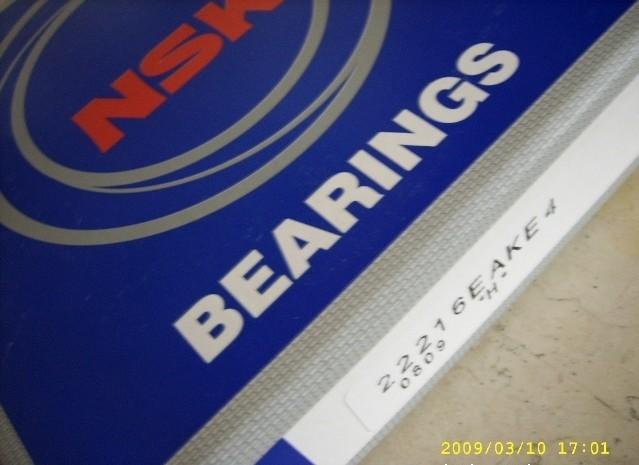 NSK
BEARINGS
22216EAKE4
0809 "H"
2009/03/10 17:01